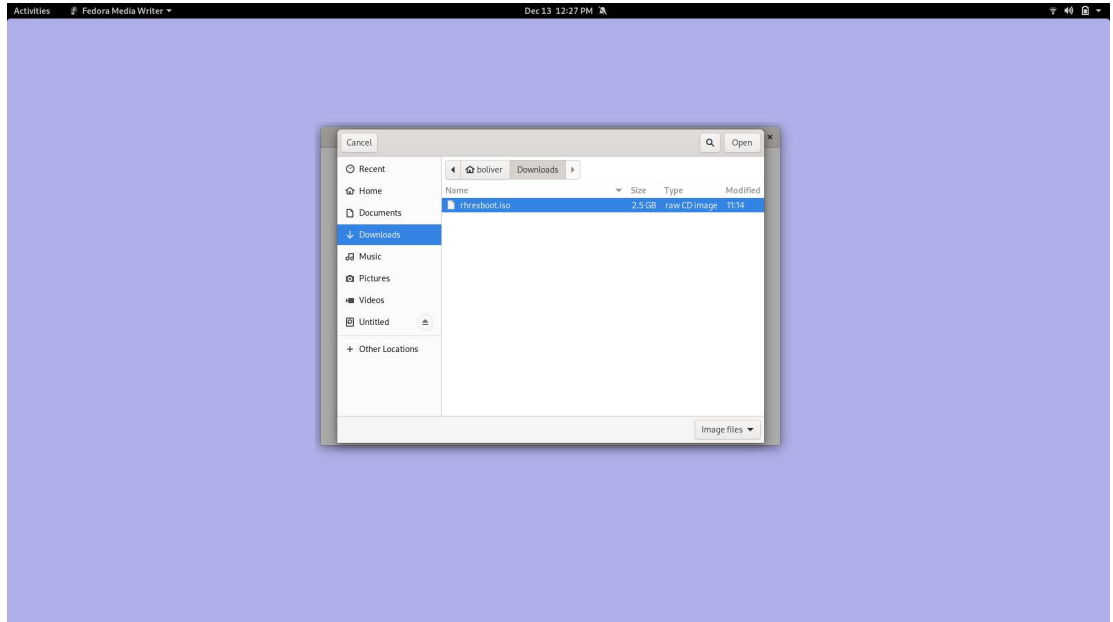 Activities Fedora Media Writer Dec 13 12:27 PM
Cancel Open
Recent
Home
Documents
Downloads
Music
Pictures
Videos
Untitled
Other Locations
boliver Downloads
Name Size Type Modified
rhrexboot.iso 2.5 GB raw CD image 11:14
Image files